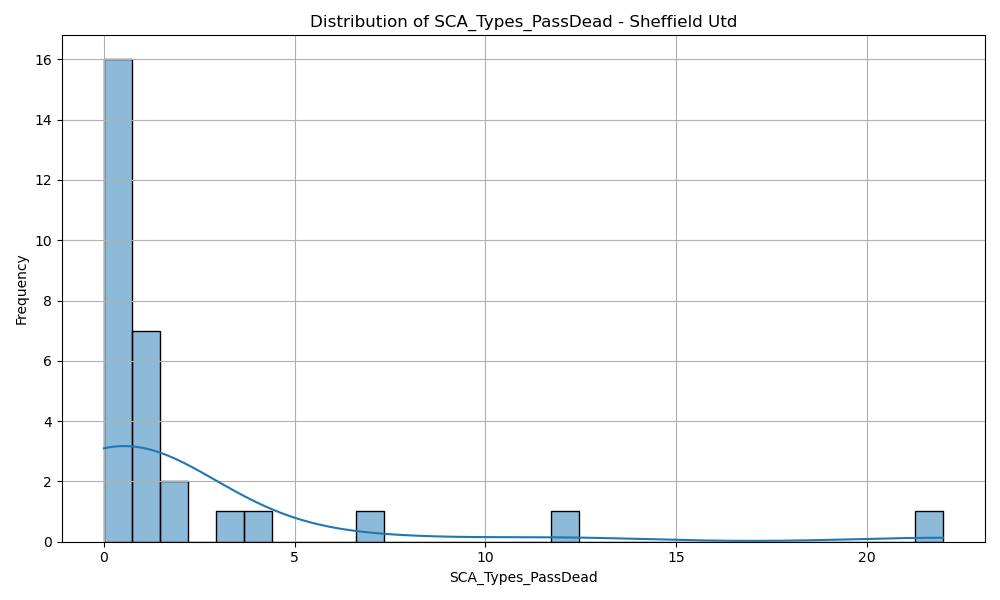 Distribution of SCA_Types_PassDead - Sheffield Utd
16
14
12
10
8
6
4
2
0
Frequency
0 5 10 15 20
SCA_Types_PassDead